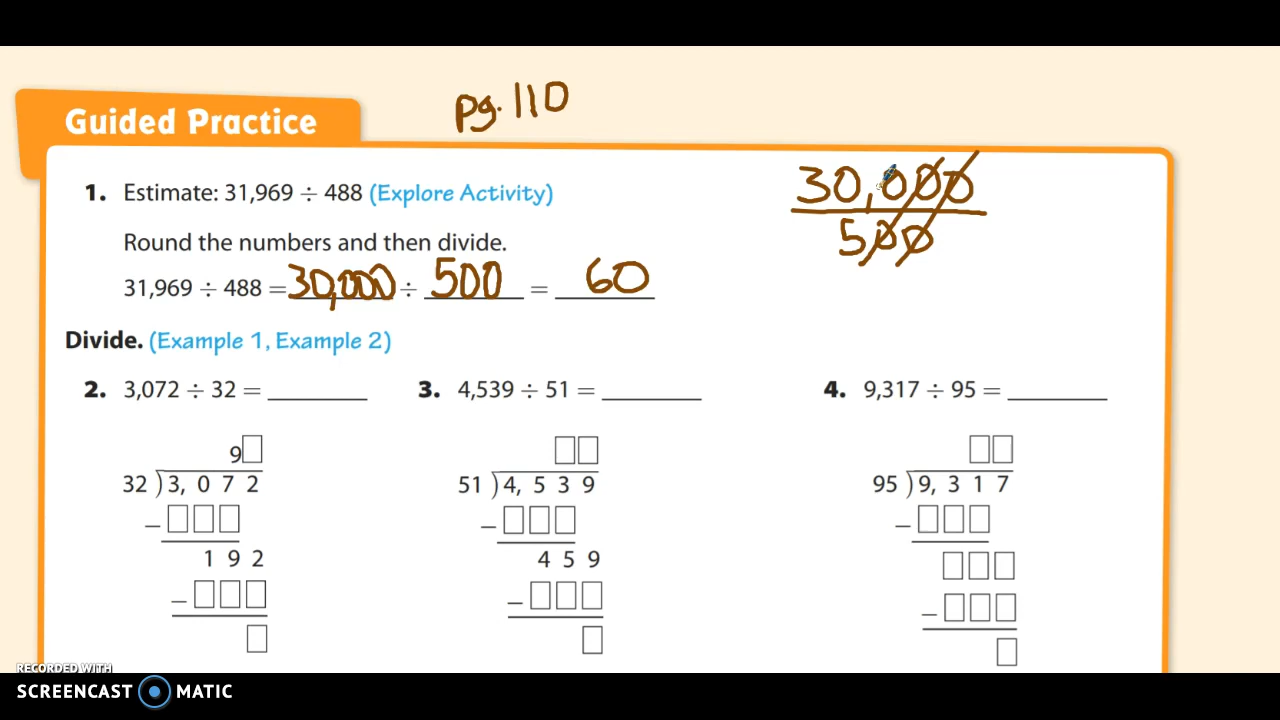 pg. 110
Guided Practice
30,000
500
1. Estimate: 31,969 ÷ 488 (Explore Activity)
Round the numbers and then divide.
31,969 ÷ 488 = 30,000 ÷ 500 = 60
Divide. (Example 1, Example 2)
2. 3,072 ÷ 32 = ________
9□
32 ) 3, 0 7 2
− □□□
1 9 2
− □□□
□
3. 4,539 ÷ 51 = ________
□□
51 ) 4, 5 3 9
− □□□
4 5 9
− □□□
□
4. 9,317 ÷ 95 = ________
□□
95 ) 9, 3 1 7
− □□□
□□□
− □□□
□
RECORDED WITH
SCREENCAST MATIC